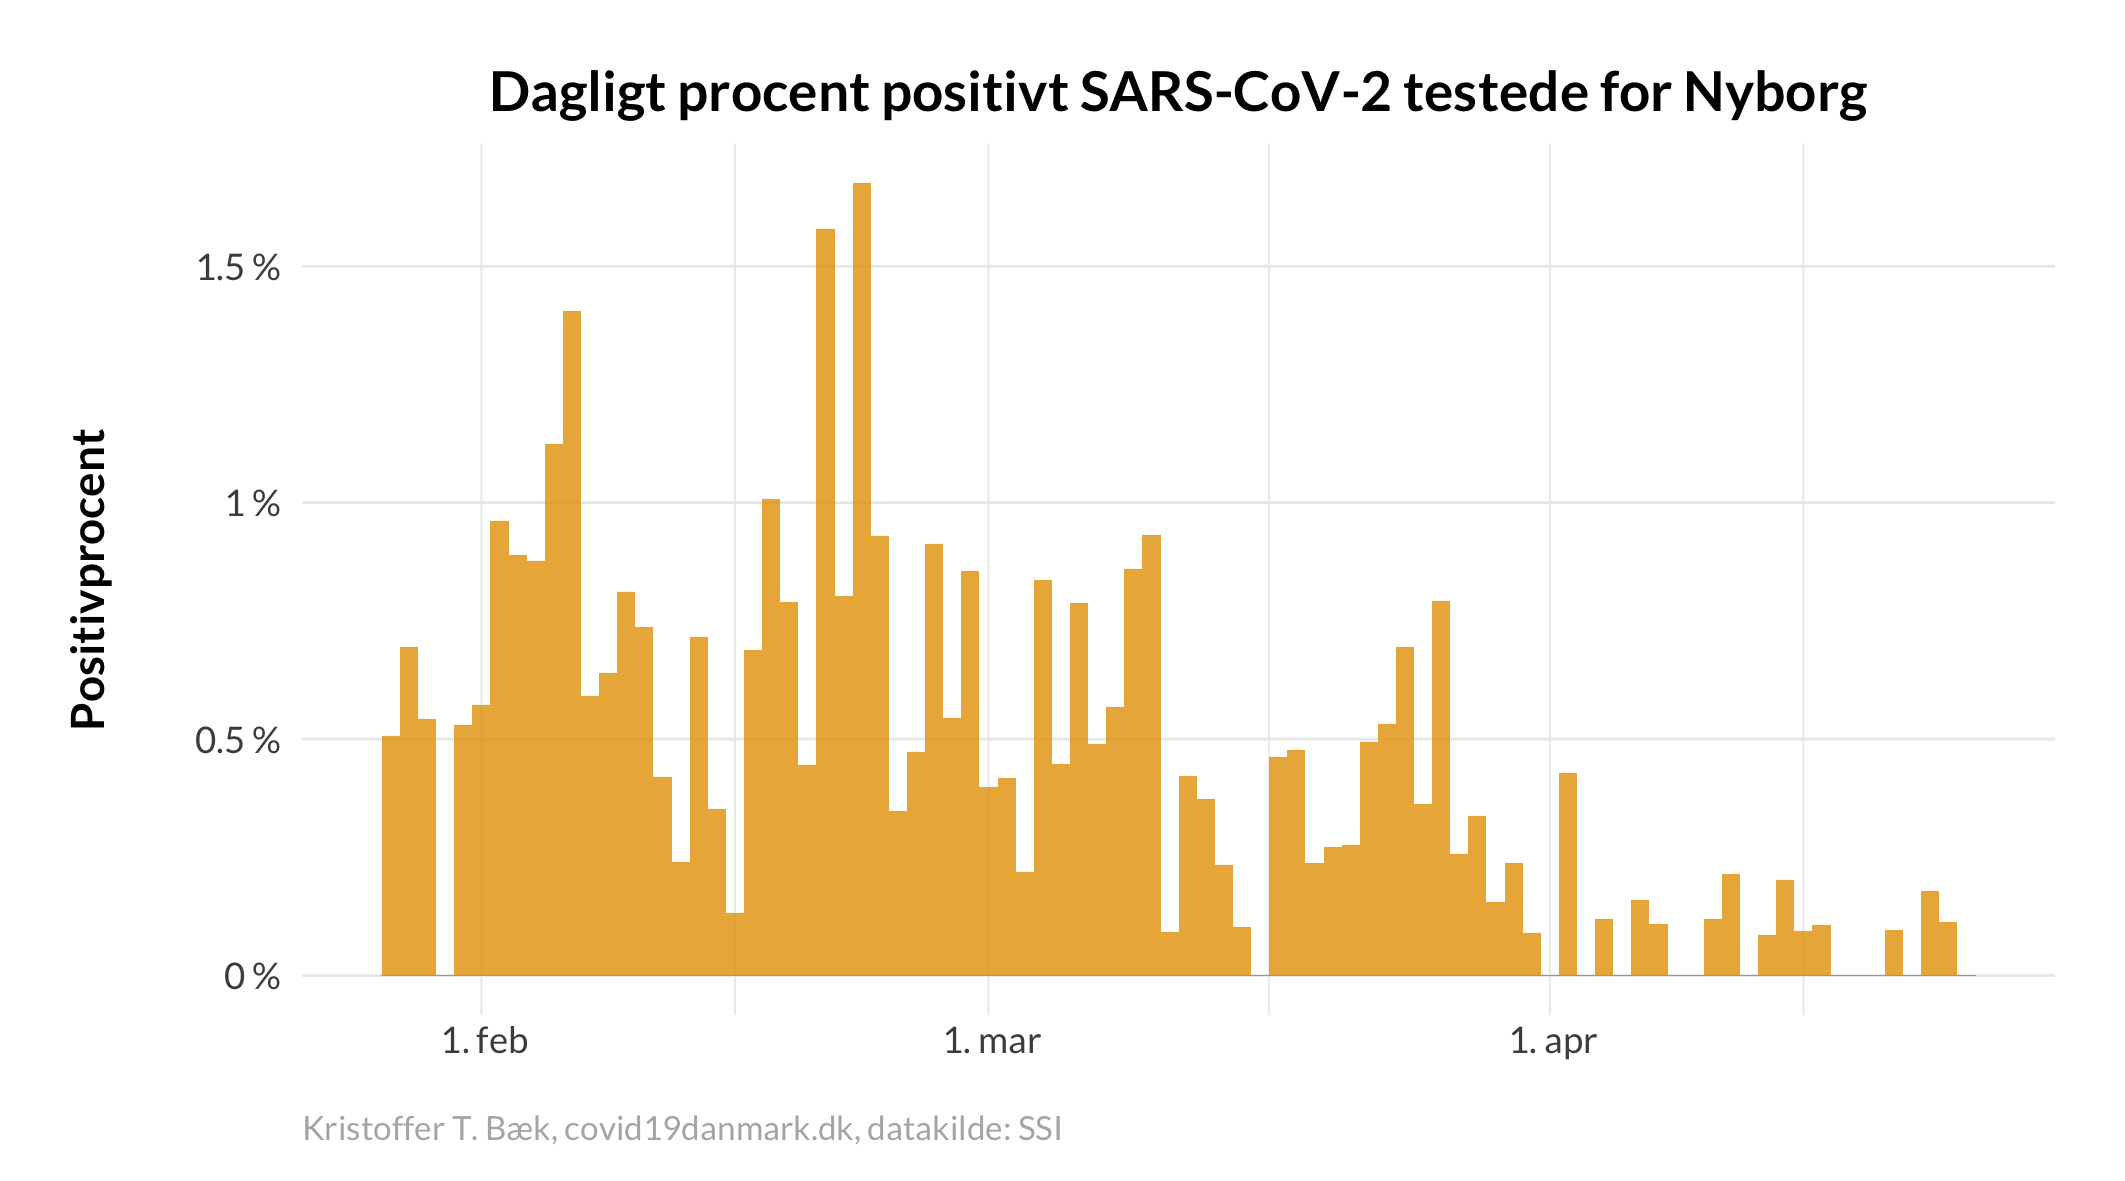 Dagligt procent positivt SARS-CoV-2 testede for Nyborg
Positivprocent
1.5 %
1 %
0.5 %
0 %
1. feb
1. mar
1. apr
Kristoffer T. Bæk, covid19danmark.dk, datakilde: SSI